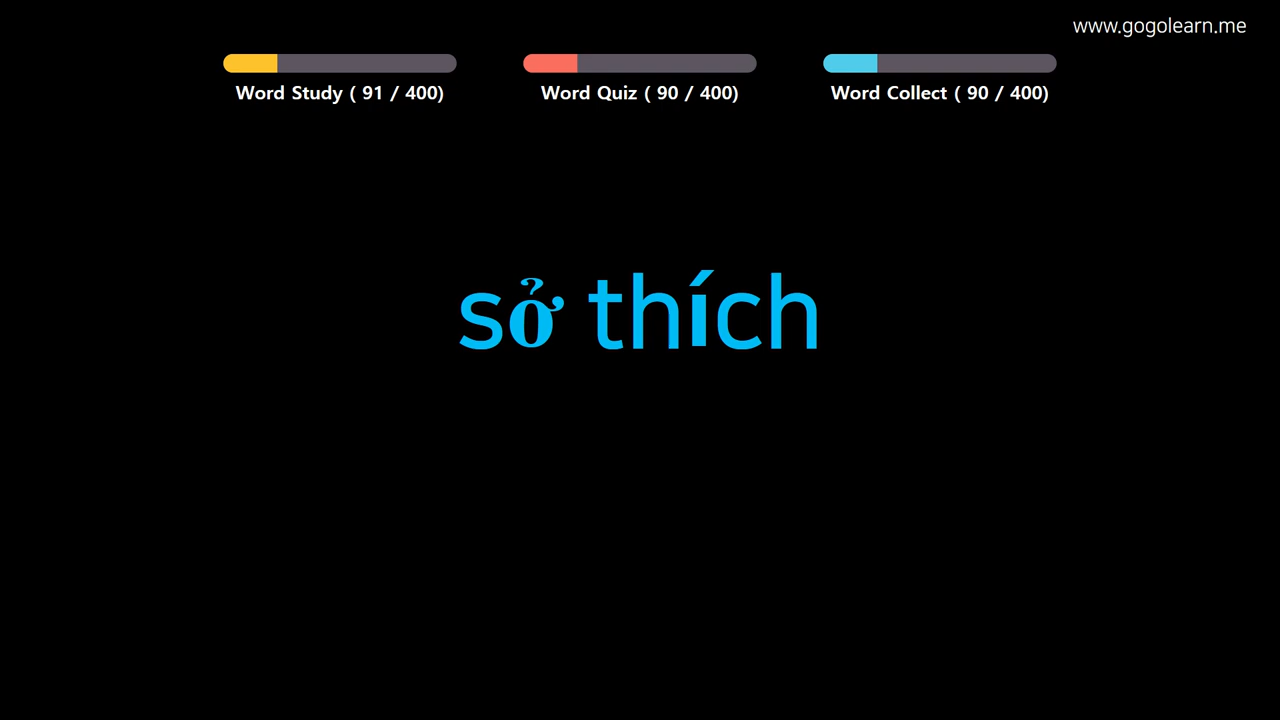 www.gogolearn.me
Word Study ( 91 / 400)
Word Quiz ( 90 / 400)
Word Collect ( 90 / 400)
sở thích